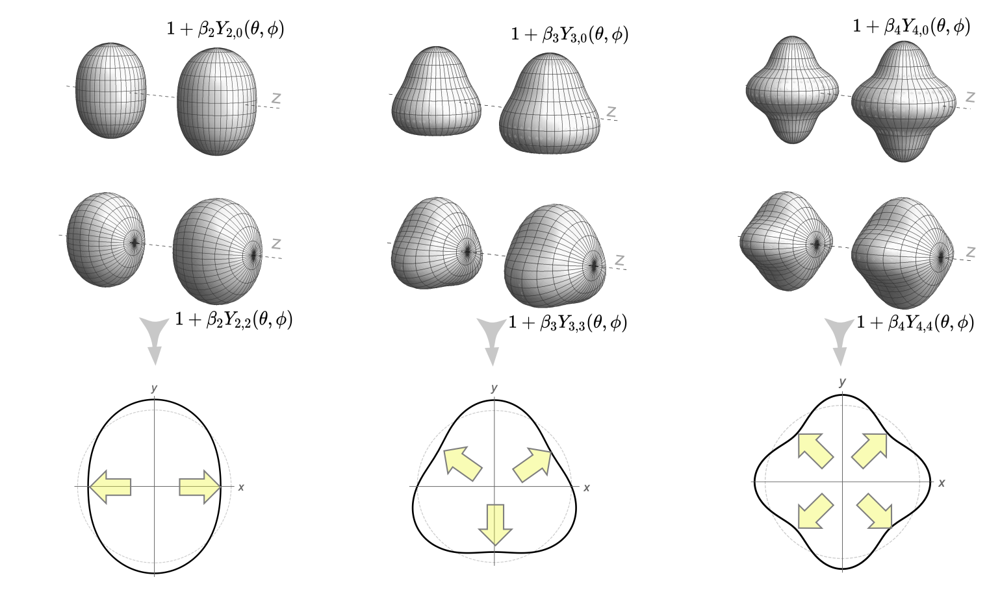 1 + β₂Y₂,₀(θ, ϕ)
1 + β₃Y₃,₀(θ, ϕ)
1 + β₄Y₄,₀(θ, ϕ)
z
z
z
z
z
z
1 + β₂Y₂,₂(θ, ϕ)
1 + β₃Y₃,₃(θ, ϕ)
1 + β₄Y₄,₄(θ, ϕ)
y
y
y
x
x
x